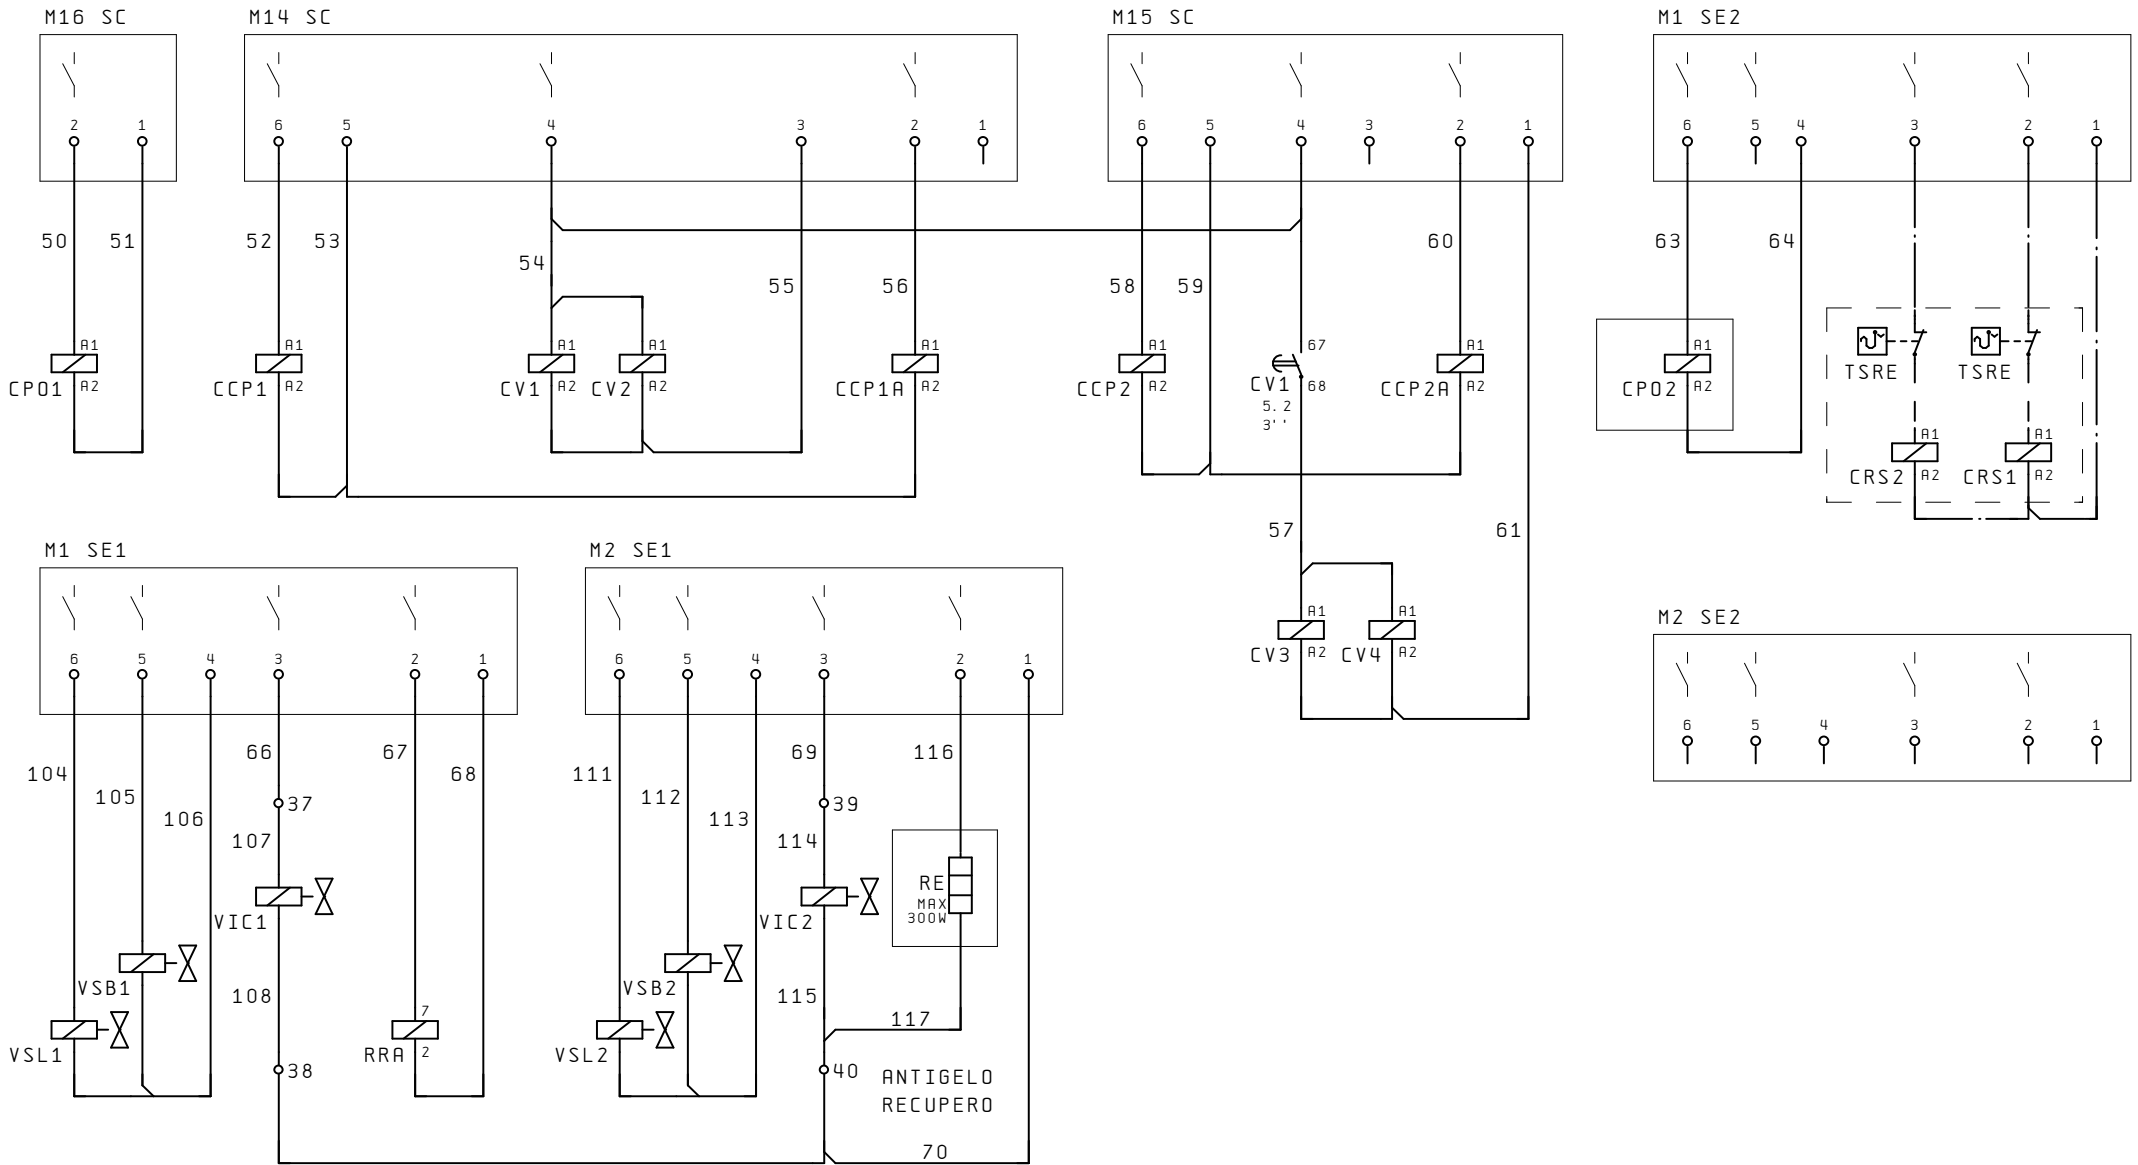 M16 SC
M14 SC
M15 SC
M1 SE2
2 1
6 5 4 3 2 1
6 5 4 3 2 1
6 5 4 3 2 1
50 51
52 53
54
55 56
58 59
60
63 64
A1
CPO1 A2
A1
CCP1 A2
A1
CV1 A2
A1
CV2 A2
A1
CCP1A A2
A1
CCP2 A2
67
CV1 68
5.2
3''
A1
CCP2A A2
A1
CPO2 A2
TSRE
TSRE
A1
CRS2 A2
A1
CRS1 A2
57
61
A1
CV3 A2
A1
CV4 A2
M1 SE1
M2 SE1
M2 SE2
6 5 4 3 2 1
6 5 4 3 2 1
6 5 4 3 2 1
104
105
106
66
37
107
VIC1
108
38
67
68
VSB1
VSL1
7
RRA 2
111
112
113
69
39
114
VIC2
115
40
116
RE
MAX
300W
117
VSB2
VSL2
ANTIGELO
RECUPERO
70